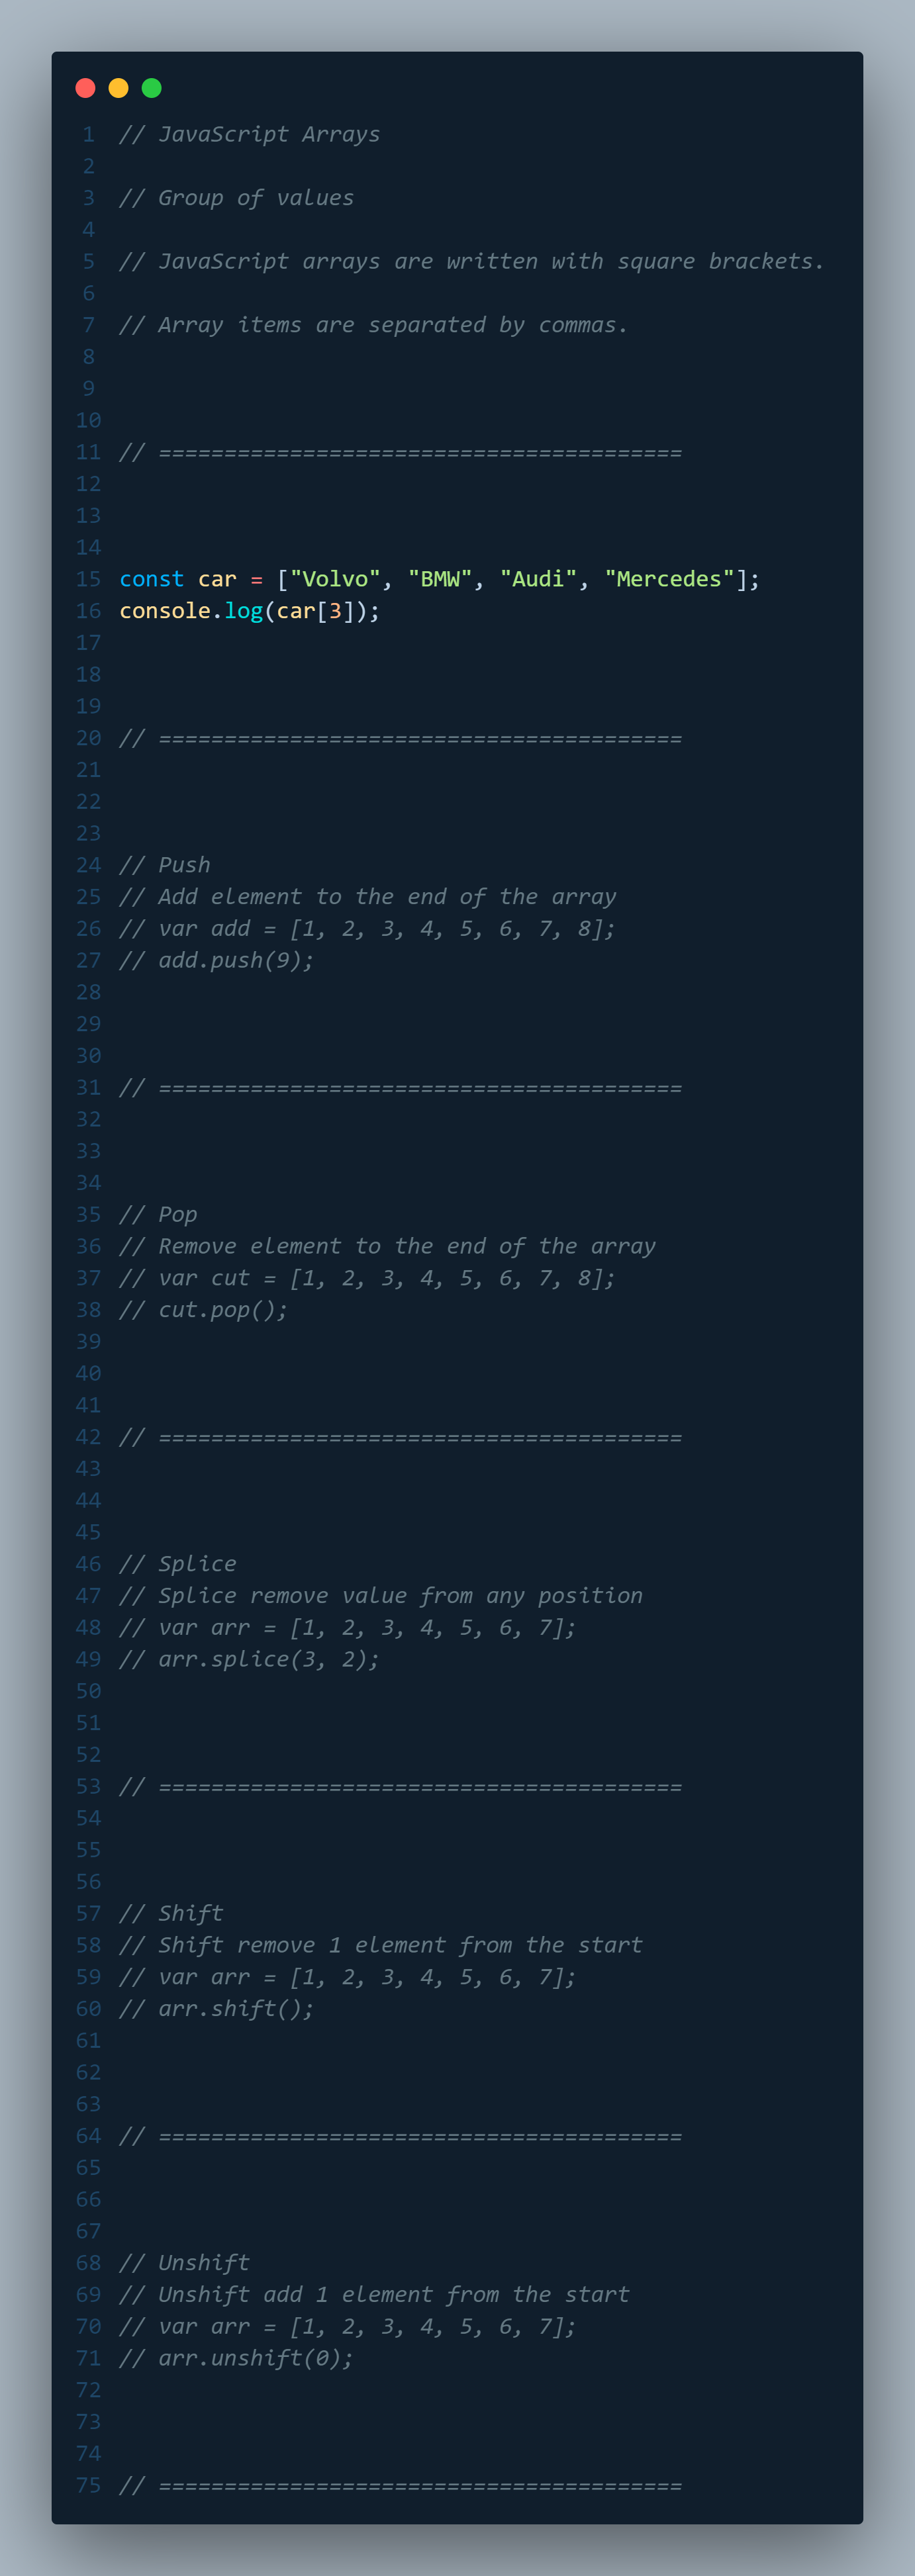 1 // JavaScript Arrays
2
3 // Group of values
4
5 // JavaScript arrays are written with square brackets.
6
7 // Array items are separated by commas.
8
9
10
11 // ========================================
12
13
14
15 const car = ["Volvo", "BMW", "Audi", "Mercedes"];
16 console.log(car[3]);
17
18
19
20 // ========================================
21
22
23
24 // Push
25 // Add element to the end of the array
26 // var add = [1, 2, 3, 4, 5, 6, 7, 8];
27 // add.push(9);
28
29
30
31 // ========================================
32
33
34
35 // Pop
36 // Remove element to the end of the array
37 // var cut = [1, 2, 3, 4, 5, 6, 7, 8];
38 // cut.pop();
39
40
41
42 // ========================================
43
44
45
46 // Splice
47 // Splice remove value from any position
48 // var arr = [1, 2, 3, 4, 5, 6, 7];
49 // arr.splice(3, 2);
50
51
52
53 // ========================================
54
55
56
57 // Shift
58 // Shift remove 1 element from the start
59 // var arr = [1, 2, 3, 4, 5, 6, 7];
60 // arr.shift();
61
62
63
64 // ========================================
65
66
67
68 // Unshift
69 // Unshift add 1 element from the start
70 // var arr = [1, 2, 3, 4, 5, 6, 7];
71 // arr.unshift(0);
72
73
74
75 // ========================================